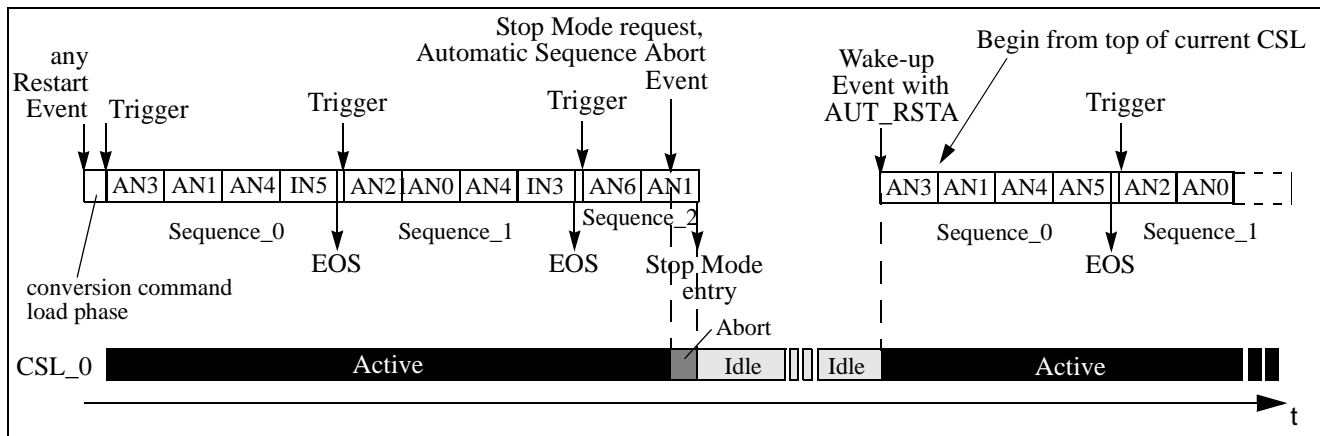 Stop Mode request,
Automatic Sequence Abort
Event
any
Restart
Event
Trigger
Trigger
Trigger
Wake-up
Event with
AUT_RSTA
Begin from top of current CSL
Trigger
AN3 AN1 AN4 IN5 AN21 AN0 AN4 IN3 AN6 AN1
AN3 AN1 AN4 AN5 AN2 AN0
Sequence_0
Sequence_1
Sequence_2
Sequence_0
Sequence_1
EOS
EOS
Stop Mode
entry
EOS
conversion command
load phase
Abort
CSL_0
Active
Idle
Idle
Active
t